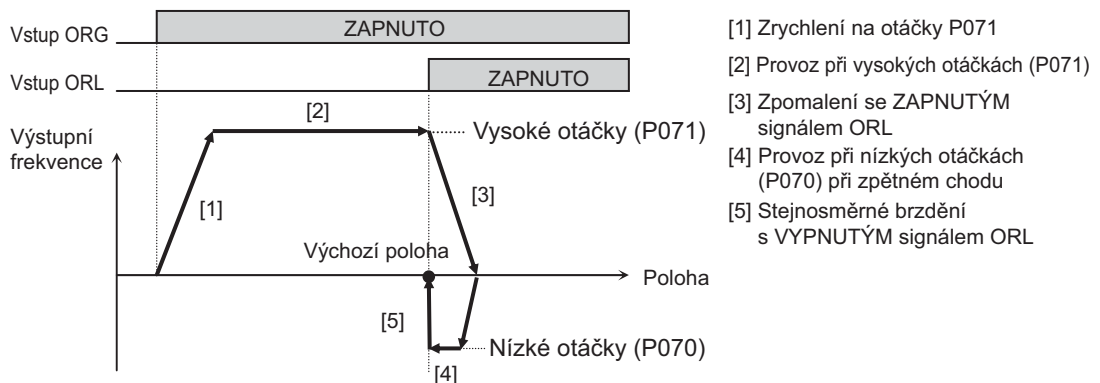 Vstup ORG
ZAPNUTO
Vstup ORL
ZAPNUTO
Výstupní
frekvence
[1]
[2]
Vysoké otáčky (P071)
[3]
Výchozí poloha
Poloha
[5]
Nízké otáčky (P070)
[4]
[1] Zrychlení na otáčky P071
[2] Provoz při vysokých otáčkách (P071)
[3] Zpomalení se ZAPNUTÝM
signálem ORL
[4] Provoz při nízkých otáčkách
(P070) při zpětném chodu
[5] Stejnosměrné brzdění
s VYPNUTÝM signálem ORL